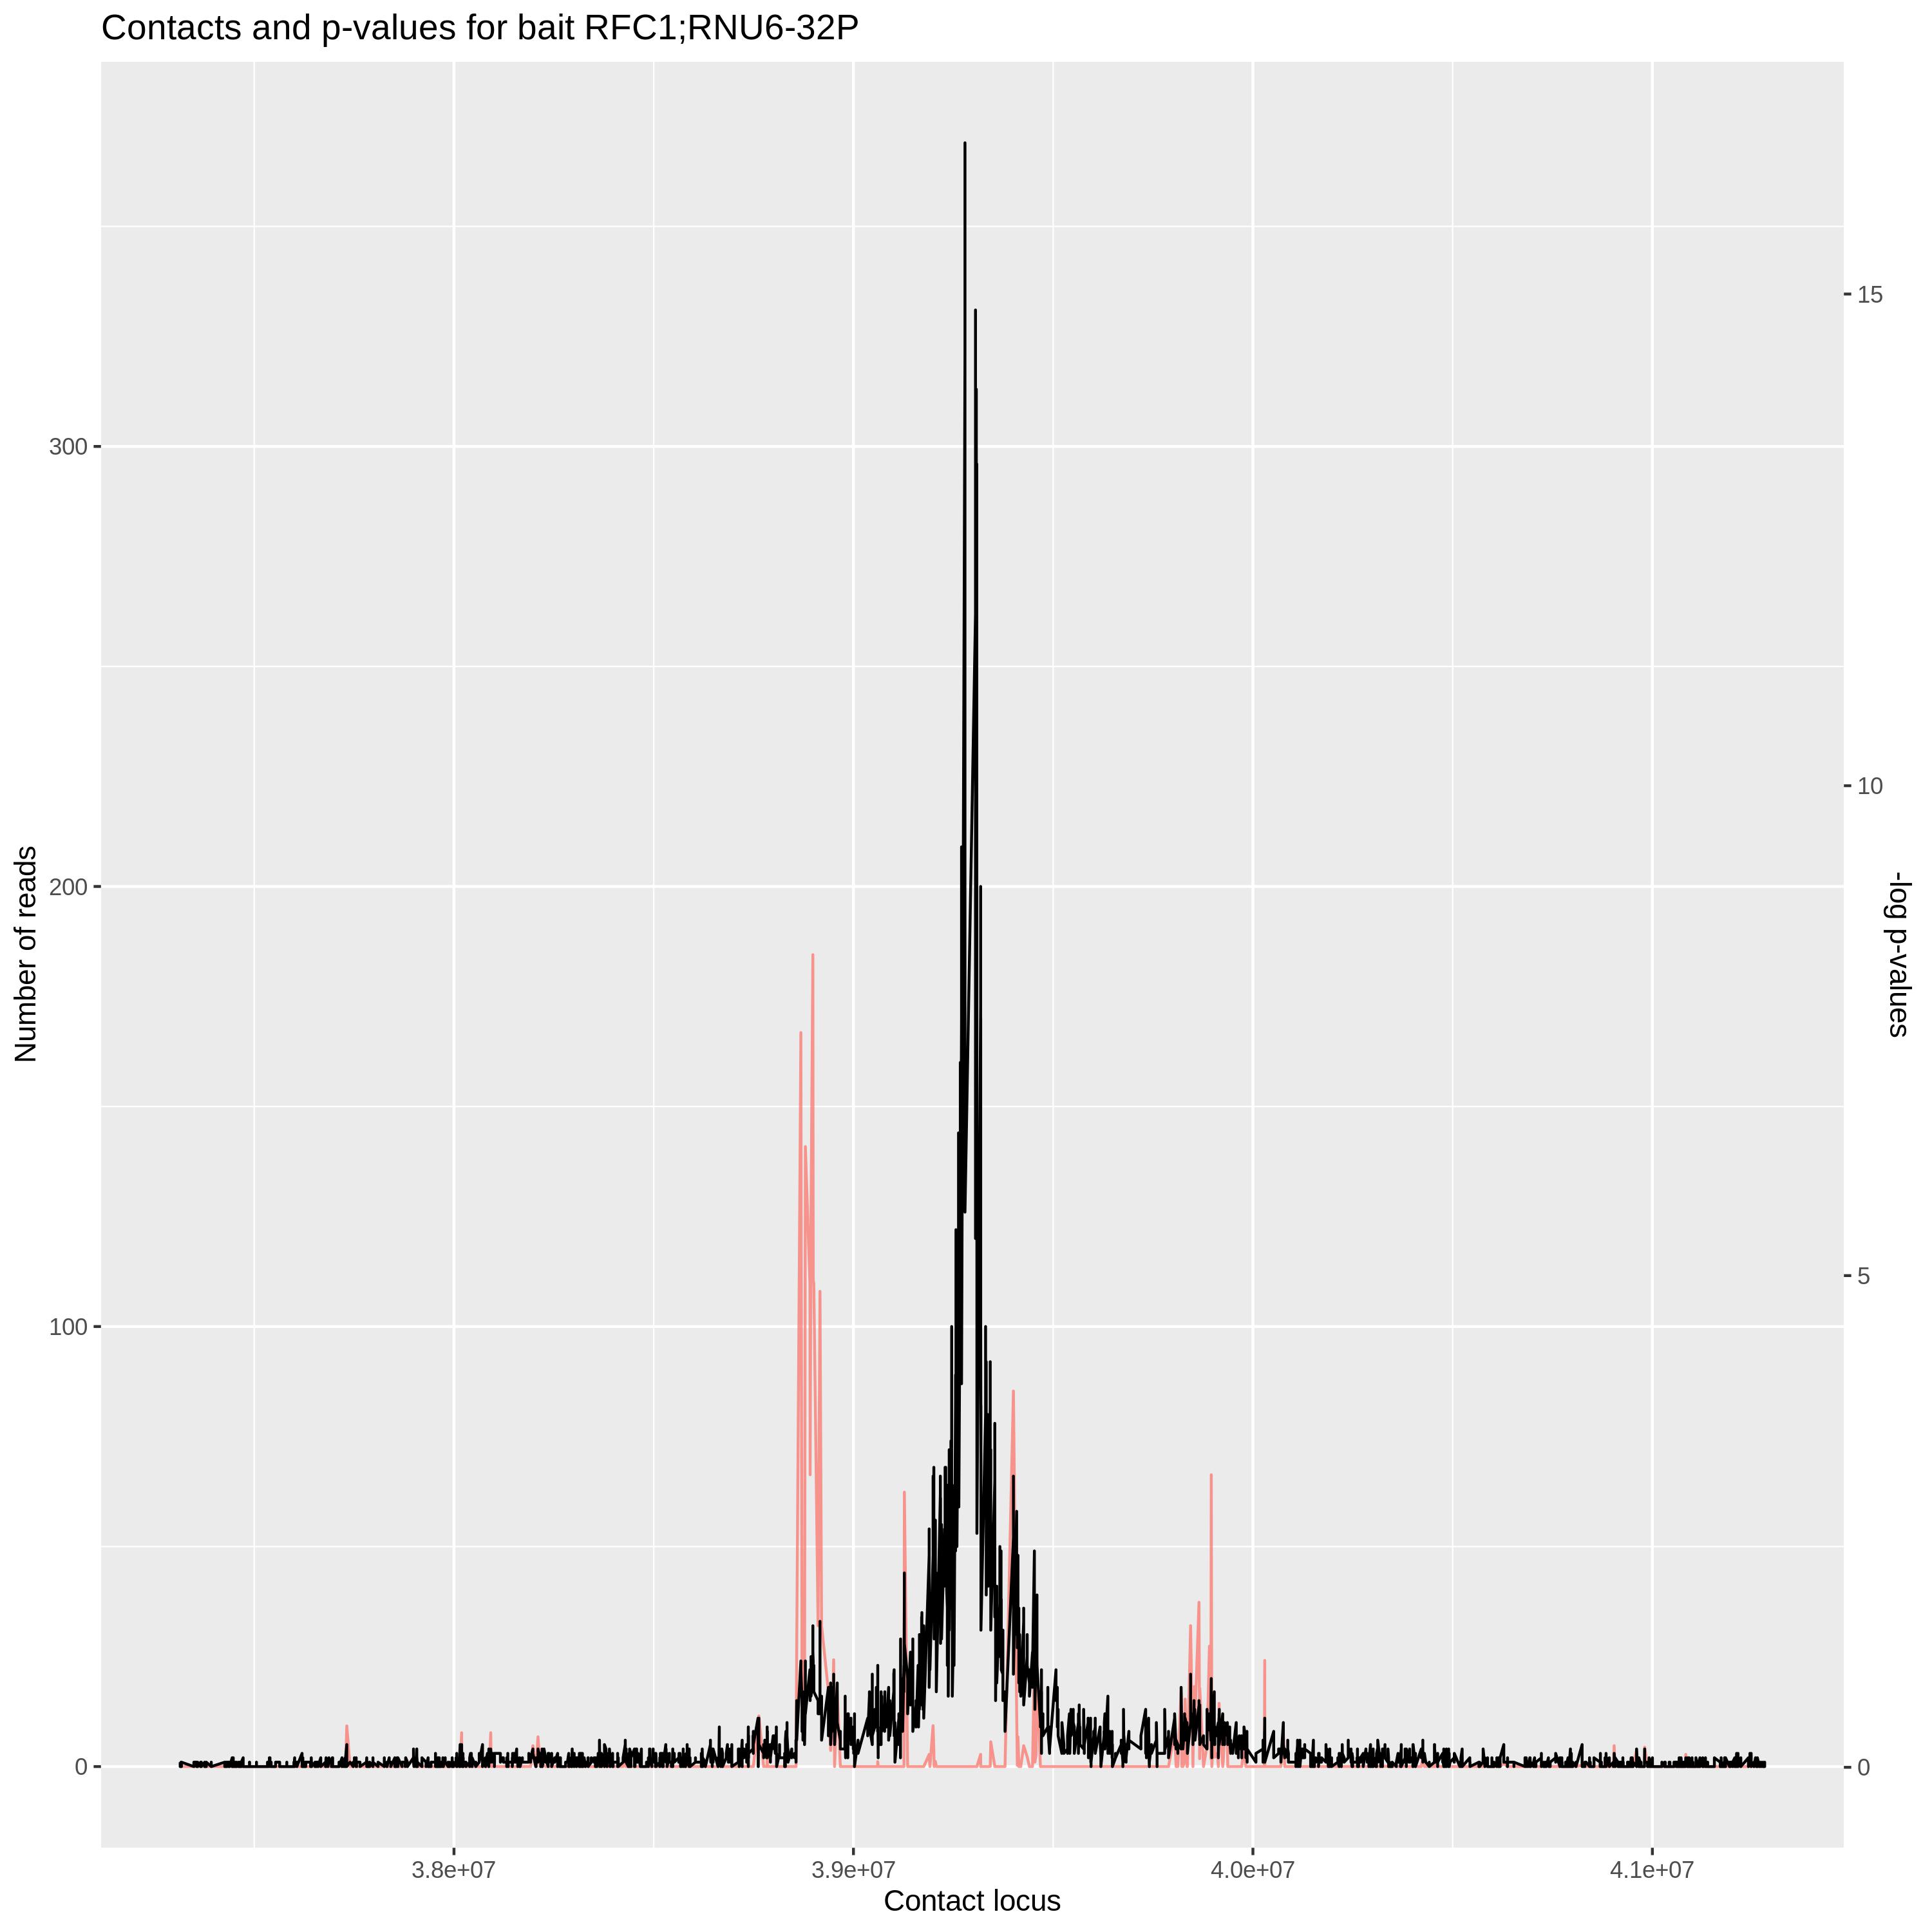 Contacts and p-values for bait RFC1;RNU6-32P
Number of reads
300
200
100
0
15
10
5
0
-log p-values
3.8e+07
3.9e+07
4.0e+07
4.1e+07
Contact locus